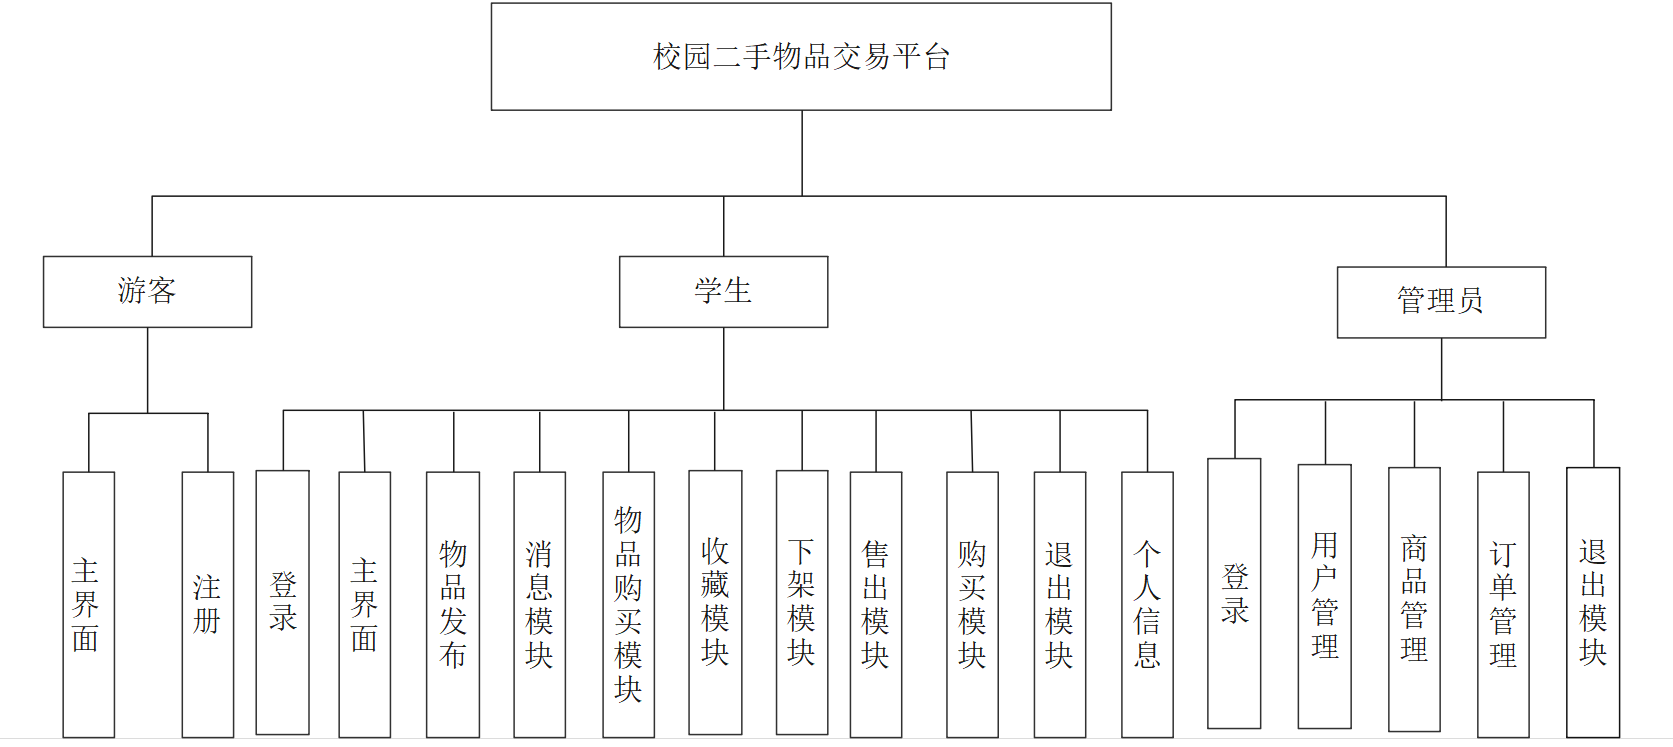 校园二手物品交易平台
游客
学生
管理员
主界面
注册
登录
主界面
物品发布
消息模块
物品购买模块
收藏模块
下架模块
售出模块
购买模块
退出模块
个人信息
登录
用户管理
商品管理
订单管理
退出模块